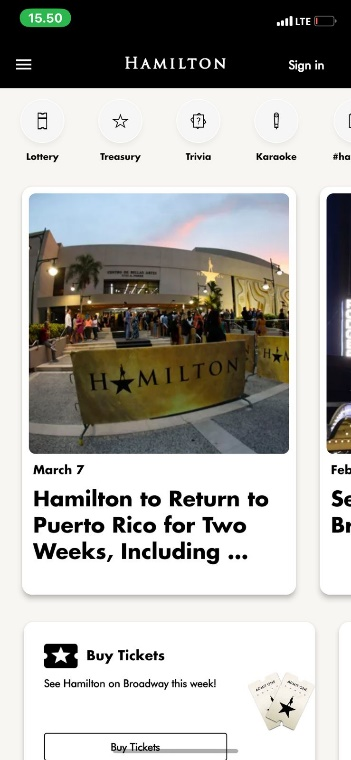 15.50
LTE
HAMILTON
Sign in
Lottery
Treasury
Trivia
Karaoke
#ha
HAMILTON
HAM
March 7
Hamilton to Return to
Puerto Rico for Two
Weeks, Including ...
Feb
Se
Br
Buy Tickets
See Hamilton on Broadway this week!
Buy Tickets